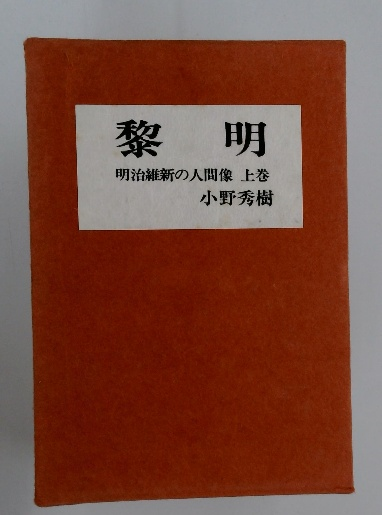 黎明
明治維新の人間像 上巻
小野秀樹